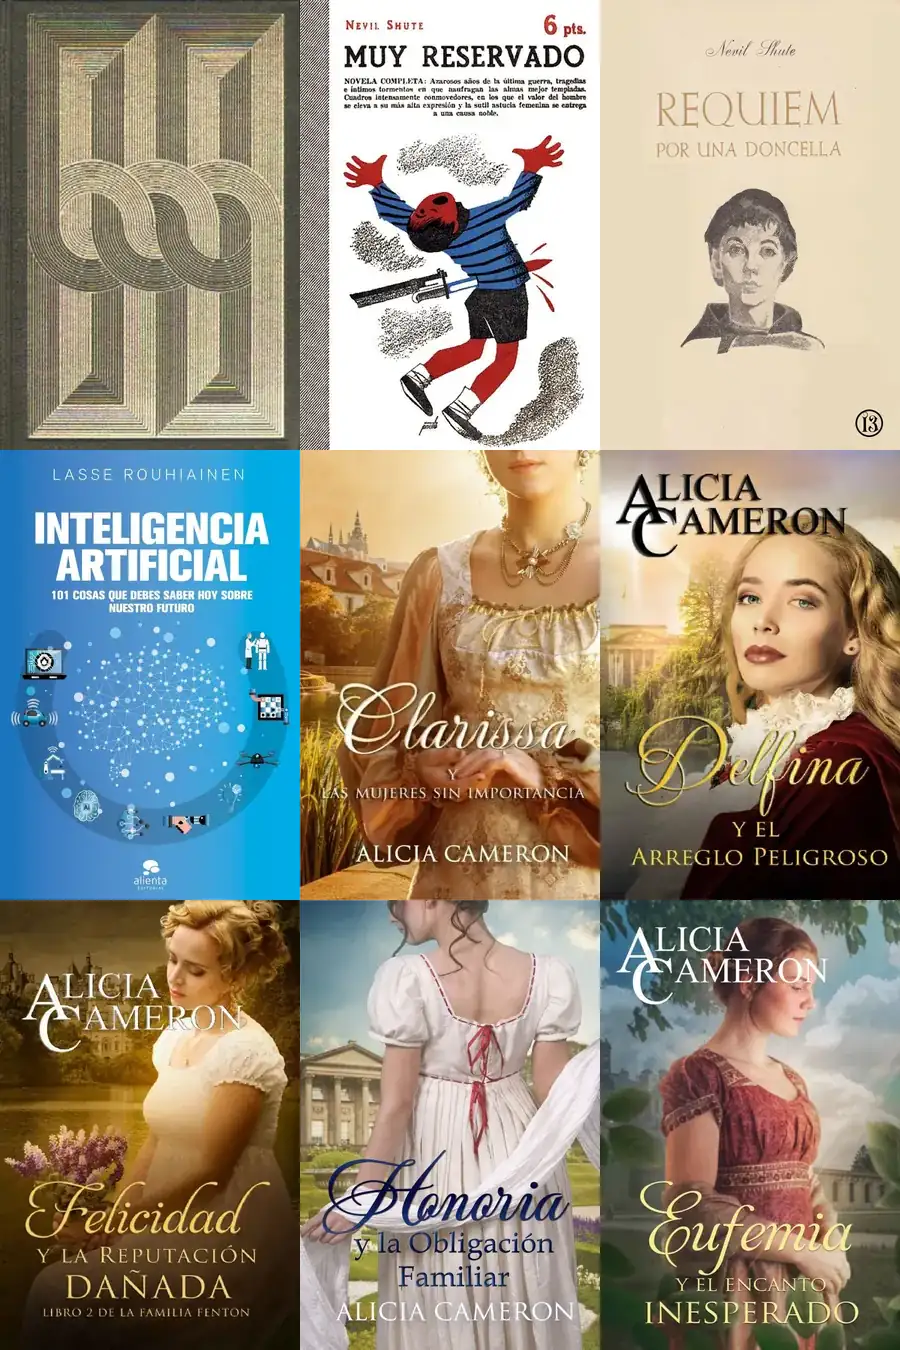 Nevil Shute
6 pts.
MUY RESERVADO
NOVELA COMPLETA: Azarosos años de la última guerra, tragedias
e íntimos tormentos en que naufragan las almas mejor templadas.
Cuadros intensamente conmovedores, en los que el valor del hombre
se eleva a su más alta expresión y la sutil astucia femenina se entrega
a una causa noble.
Nevil Shute
REQUIEM
POR UNA DONCELLA
13
LASSE ROUHIAINEN
INTELIGENCIA
ARTIFICIAL
101 COSAS QUE DEBES SABER HOY SOBRE
NUESTRO FUTURO
AI
alienta
EDITORIAL
Clarissa
Y
LAS MUJERES SIN IMPORTANCIA
ALICIA CAMERON
ALICIA
CAMERON
Delfina
Y EL
ARREGLO PELIGROSO
ALICIA
CAMERON
Felicidad
Y LA REPUTACIÓN
DAÑADA
LIBRO 2 DE LA FAMILIA FENTON
Honoria
y la Obligación
Familiar
ALICIA CAMERON
ALICIA
CAMERON
Eufemia
Y EL ENCANTO
INESPERADO